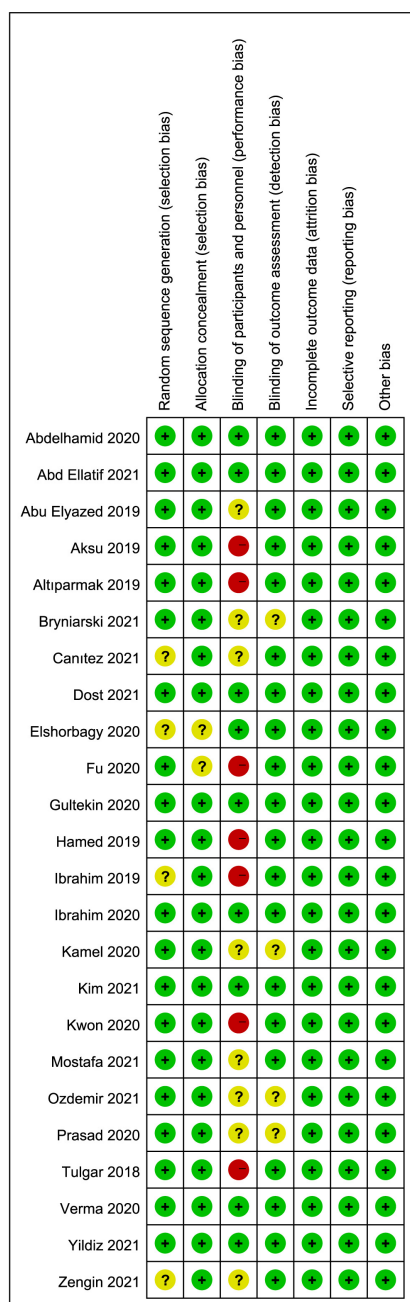 Random sequence generation (selection bias)
Allocation concealment (selection bias)
Blinding of participants and personnel (performance bias)
Blinding of outcome assessment (detection bias)
Incomplete outcome data (attrition bias)
Selective reporting (reporting bias)
Other bias
Abdelhamid 2020 + + + + + + +
Abd Ellatif 2021 + + + + + + +
Abu Elyazed 2019 + + ? + + + +
Aksu 2019 + + - + + + +
Altıparmak 2019 + + - + + + +
Bryniarski 2021 + + ? ? + + +
Canıtez 2021 ? + ? + + + +
Dost 2021 + + + + + + +
Elshorbagy 2020 ? ? + + + + +
Fu 2020 + ? - + + + +
Gultekin 2020 + + + + + + +
Hamed 2019 + + - + + + +
Ibrahim 2019 ? + - + + + +
Ibrahim 2020 + + + + + + +
Kamel 2020 + + ? ? + + +
Kim 2021 + + + + + + +
Kwon 2020 + + - + + + +
Mostafa 2021 + + ? + + + +
Ozdemir 2021 + + ? ? + + +
Prasad 2020 + + ? ? + + +
Tulgar 2018 + + - + + + +
Verma 2020 + + + + + + +
Yildiz 2021 + + + + + + +
Zengin 2021 ? + ? + + + +